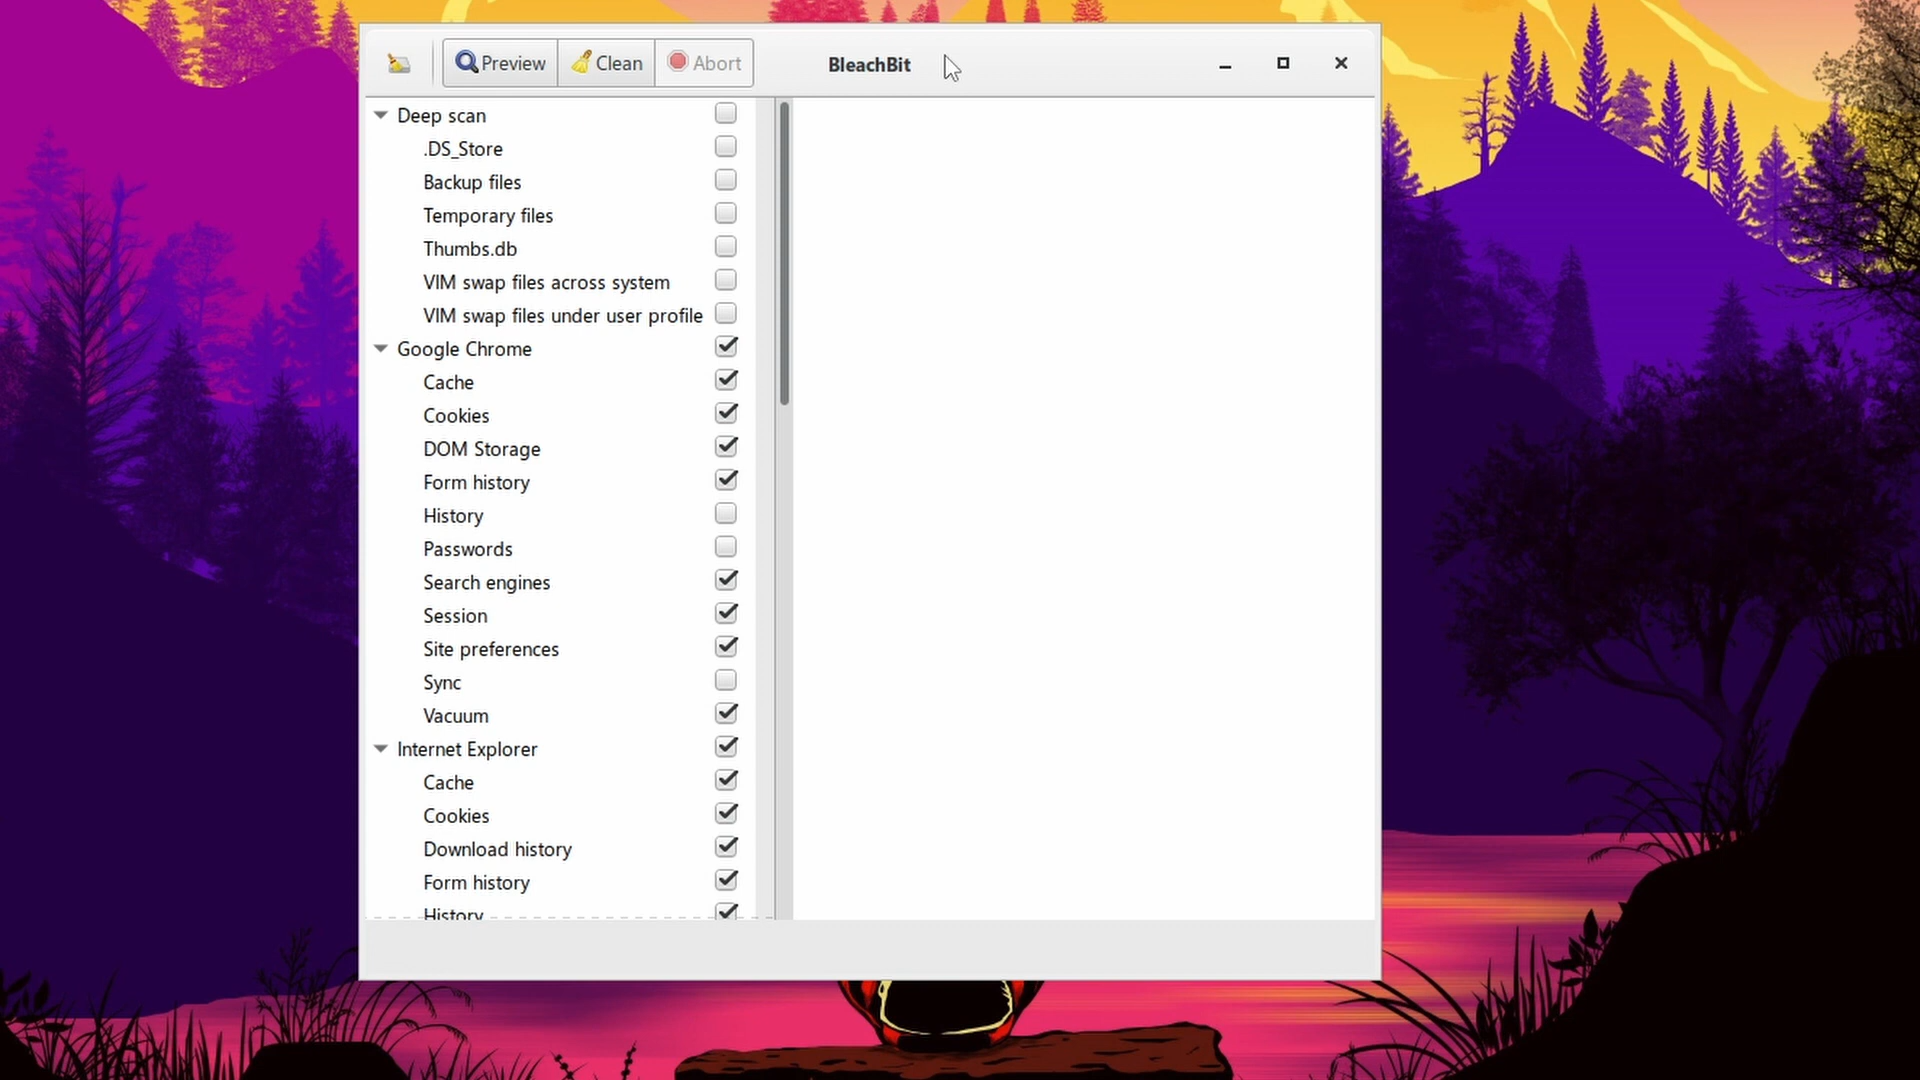 Preview Clean Abort BleachBit
Deep scan
.DS_Store
Backup files
Temporary files
Thumbs.db
VIM swap files across system
VIM swap files under user profile
Google Chrome
Cache
Cookies
DOM Storage
Form history
History
Passwords
Search engines
Session
Site preferences
Sync
Vacuum
Internet Explorer
Cache
Cookies
Download history
Form history
History